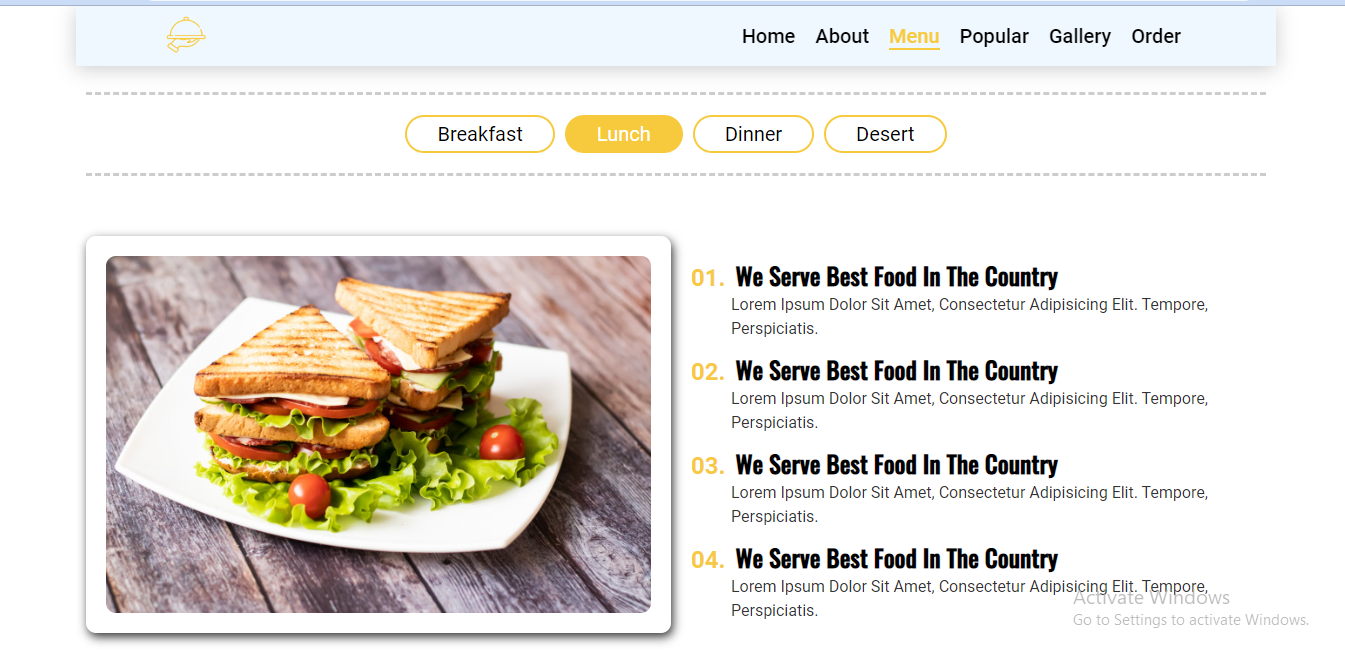 Home About Menu Popular Gallery Order
Breakfast Lunch Dinner Desert
01. We Serve Best Food In The Country
Lorem Ipsum Dolor Sit Amet, Consectetur Adipisicing Elit. Tempore,
Perspiciatis.
02. We Serve Best Food In The Country
Lorem Ipsum Dolor Sit Amet, Consectetur Adipisicing Elit. Tempore,
Perspiciatis.
03. We Serve Best Food In The Country
Lorem Ipsum Dolor Sit Amet, Consectetur Adipisicing Elit. Tempore,
Perspiciatis.
04. We Serve Best Food In The Country
Lorem Ipsum Dolor Sit Amet, Consectetur Adipisicing Elit. Tempore,
Perspiciatis.
Activate Windows
Go to Settings to activate Windows.